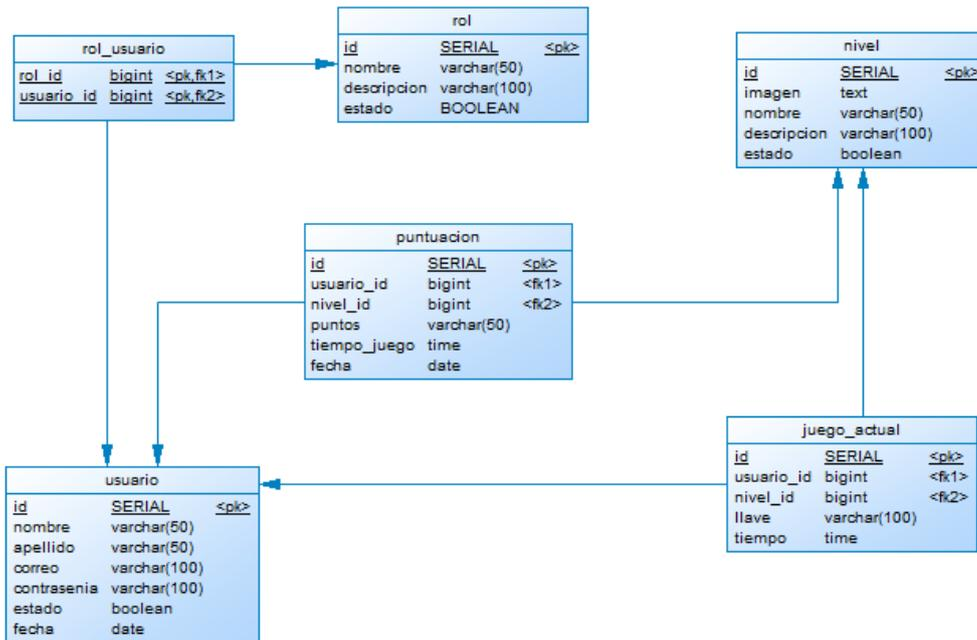 rol_usuario
rol_id bigint <pk,fk1>
usuario_id bigint <pk,fk2>
rol
id SERIAL <pk>
nombre varchar(50)
descripcion varchar(100)
estado BOOLEAN
nivel
id SERIAL <pk>
imagen text
nombre varchar(50)
descripcion varchar(100)
estado boolean
puntuacion
id SERIAL <pk>
usuario_id bigint <fk1>
nivel_id bigint <fk2>
puntos varchar(50)
tiempo_juego time
fecha date
juego_actual
id SERIAL <pk>
usuario_id bigint <fk1>
nivel_id bigint <fk2>
llave varchar(100)
tiempo time
usuario
id SERIAL <pk>
nombre varchar(50)
apellido varchar(50)
correo varchar(100)
contrasenia varchar(100)
estado boolean
fecha date